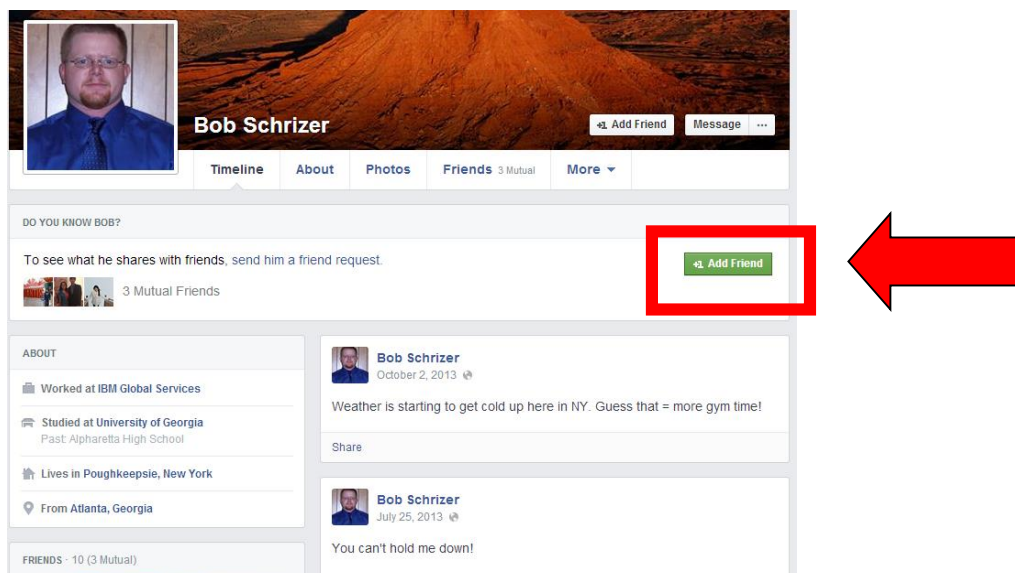 Bob Schrizer
+1 Add Friend
Message
...
Timeline
About
Photos
Friends 3 Mutual
More
DO YOU KNOW BOB?
To see what he shares with friends, send him a friend request.
+1 Add Friend
3 Mutual Friends
ABOUT
Worked at IBM Global Services
Studied at University of Georgia
Past: Alpharetta High School
Lives in Poughkeepsie, New York
From Atlanta, Georgia
FRIENDS · 10 (3 Mutual)
Bob Schrizer
October 2, 2013
Weather is starting to get cold up here in NY. Guess that = more gym time!
Share
Bob Schrizer
July 25, 2013
You can't hold me down!